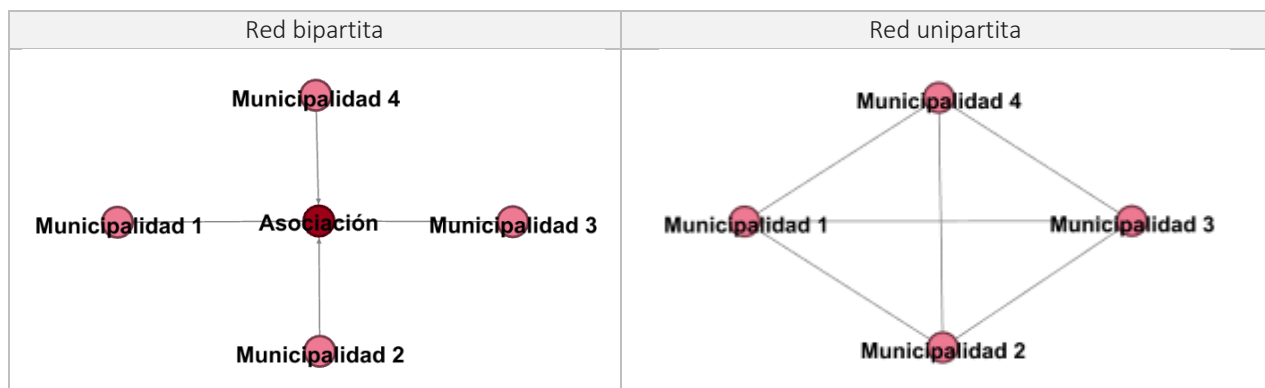 Red bipartita
Red unipartita
Municipalidad 4
Municipalidad 1
Asociación
Municipalidad 3
Municipalidad 2
Municipalidad 4
Municipalidad 1
Municipalidad 3
Municipalidad 2